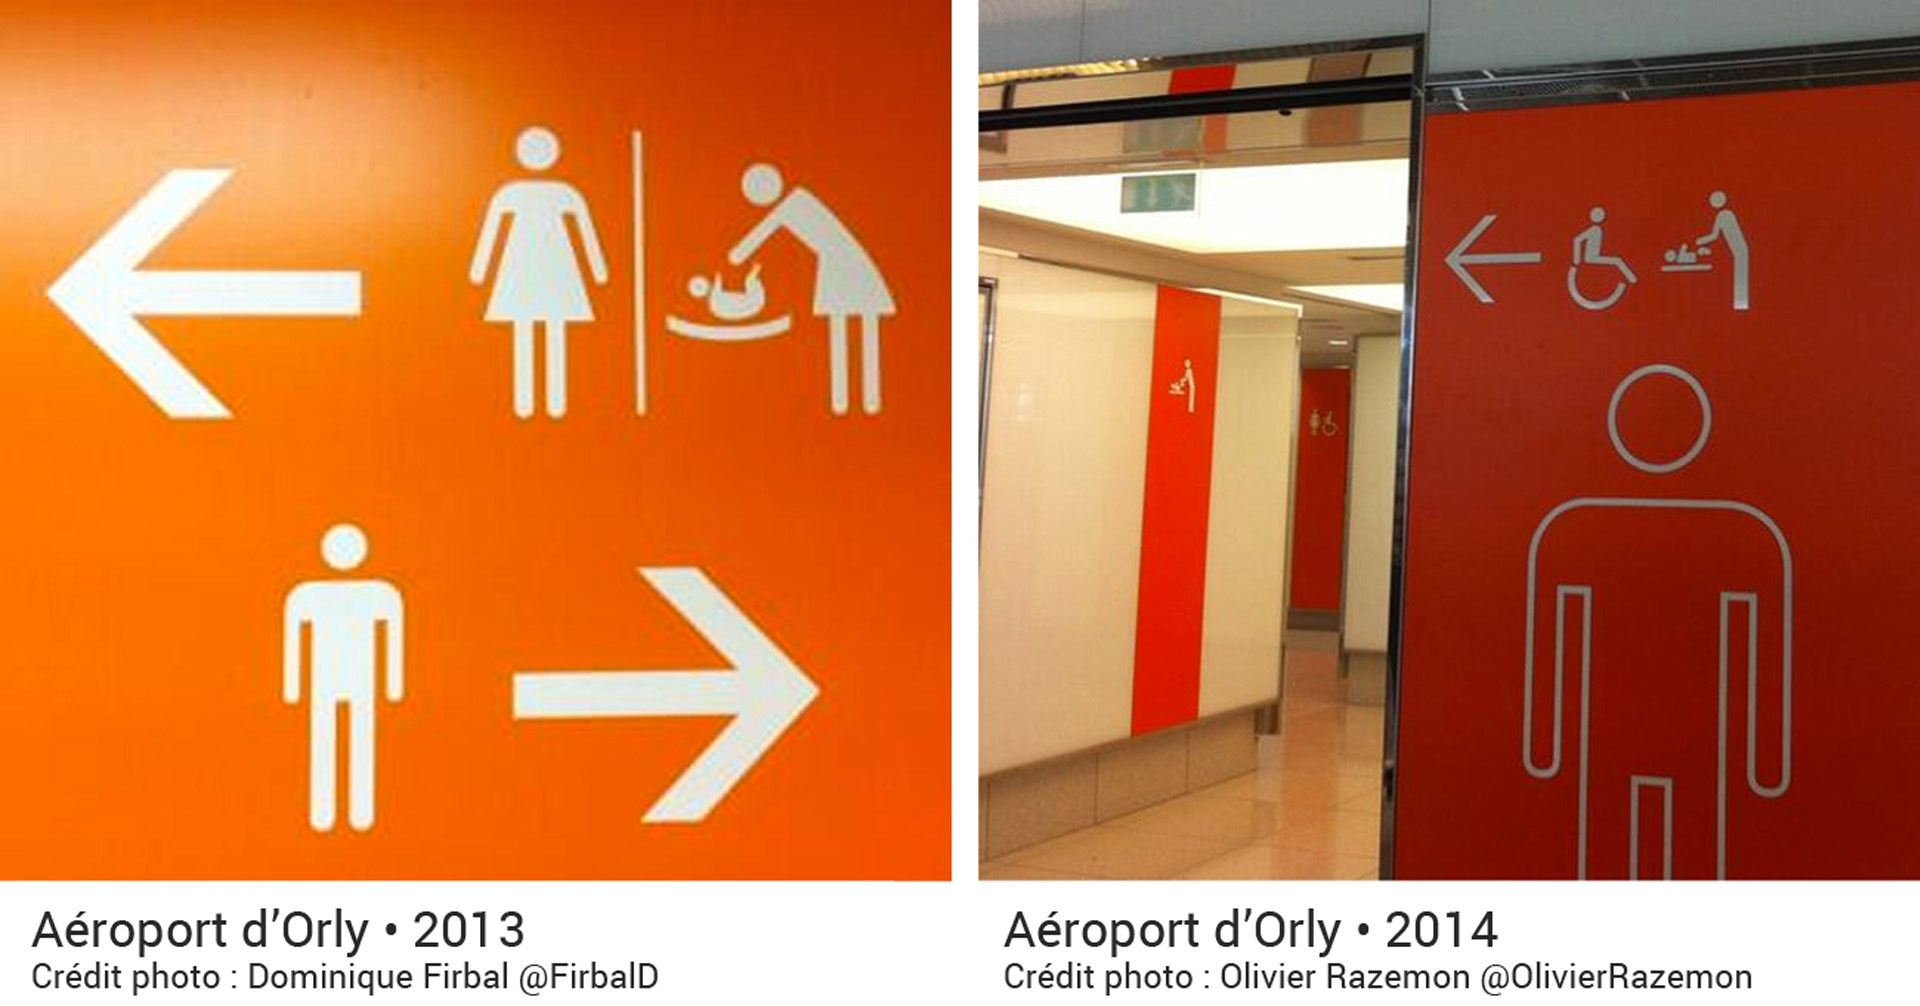 Aéroport d’Orly • 2013
Crédit photo : Dominique Firbal @FirbalD
Aéroport d’Orly • 2014
Crédit photo : Olivier Razemon @OlivierRazemon